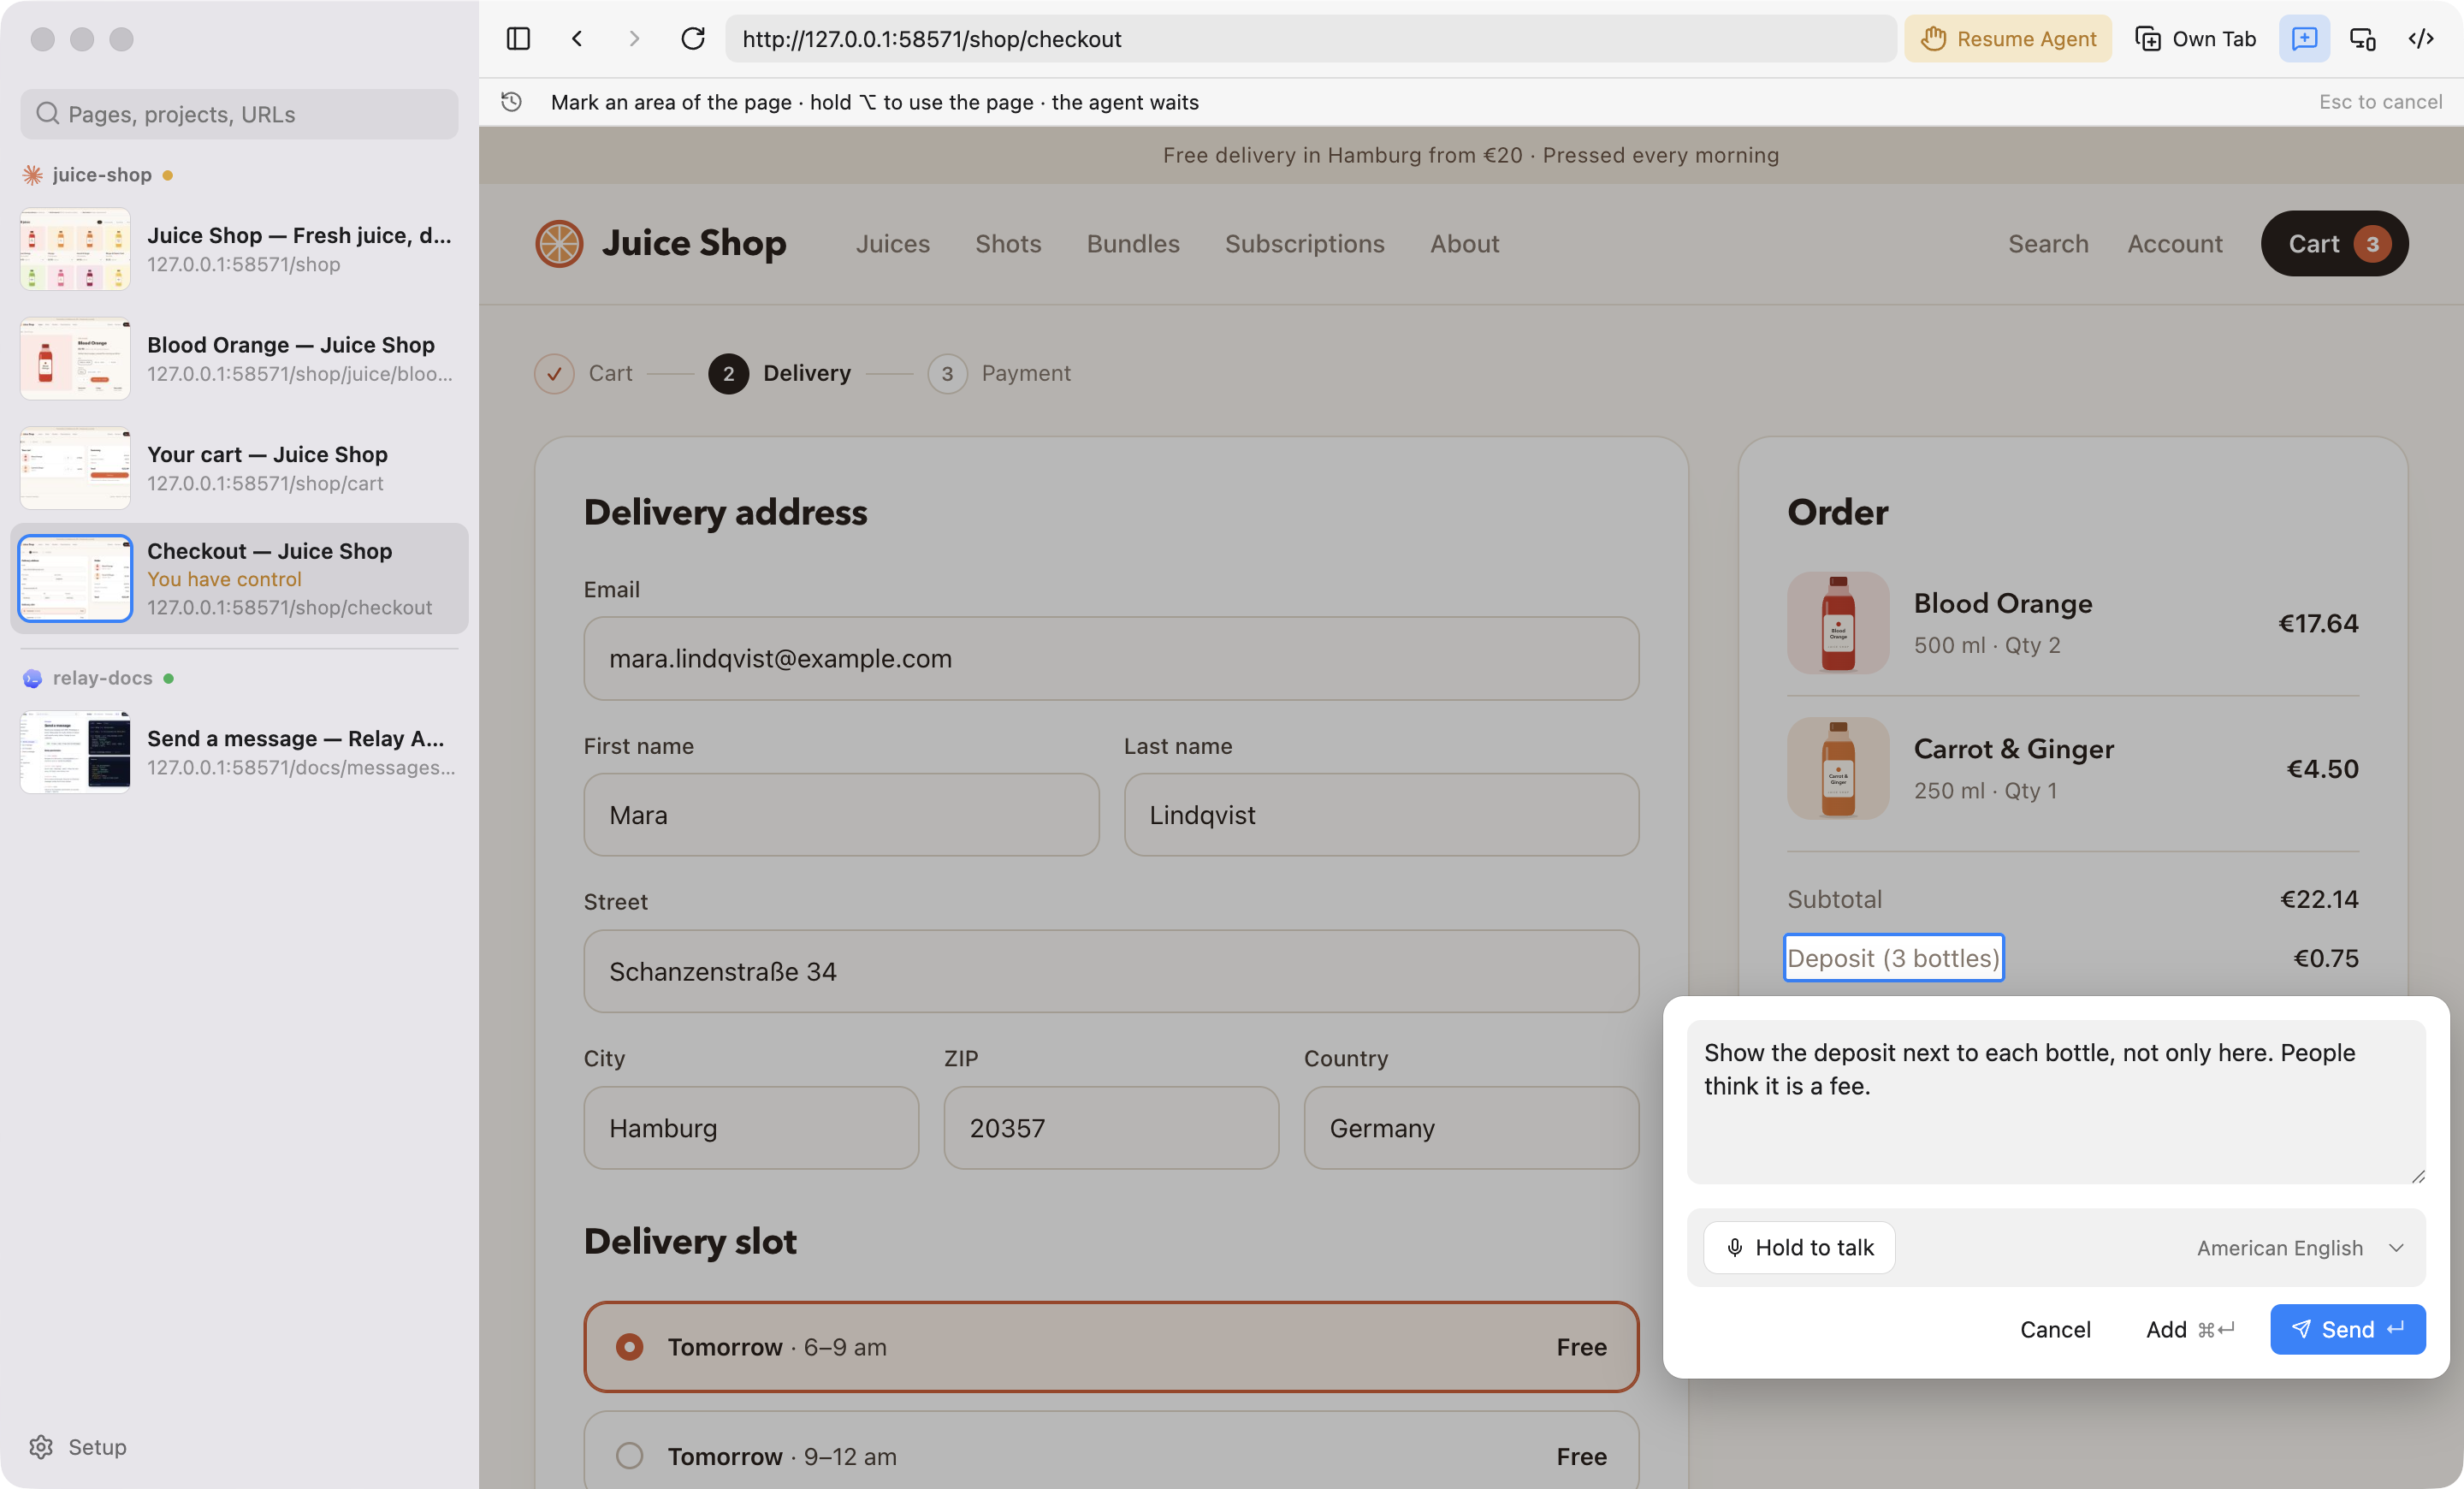 http://127.0.0.1:58571/shop/checkout
Resume Agent
Own Tab
Mark an area of the page · hold ⌥ to use the page · the agent waits
Esc to cancel
Pages, projects, URLs
juice-shop
Juice Shop — Fresh juice, d...
127.0.0.1:58571/shop
Blood Orange — Juice Shop
127.0.0.1:58571/shop/juice/bloo...
Your cart — Juice Shop
127.0.0.1:58571/shop/cart
Checkout — Juice Shop
You have control
127.0.0.1:58571/shop/checkout
relay-docs
Send a message — Relay A...
127.0.0.1:58571/docs/messages...
Setup
Free delivery in Hamburg from €20 · Pressed every morning
Juice Shop
Juices
Shots
Bundles
Subscriptions
About
Search
Account
Cart 3
Cart
2 Delivery
3 Payment
Delivery address
Email
mara.lindqvist@example.com
First name
Last name
Mara
Lindqvist
Street
Schanzenstraße 34
City
ZIP
Country
Hamburg
20357
Germany
Delivery slot
Tomorrow · 6–9 am
Free
Tomorrow · 9–12 am
Free
Order
Blood Orange
Blood Orange
500 ml · Qty 2
€17.64
Carrot & Ginger
Carrot & Ginger
250 ml · Qty 1
€4.50
Subtotal
€22.14
Deposit (3 bottles)
€0.75
Show the deposit next to each bottle, not only here. People
think it is a fee.
Hold to talk
American English
Cancel
Add ⌘↵
Send ↵